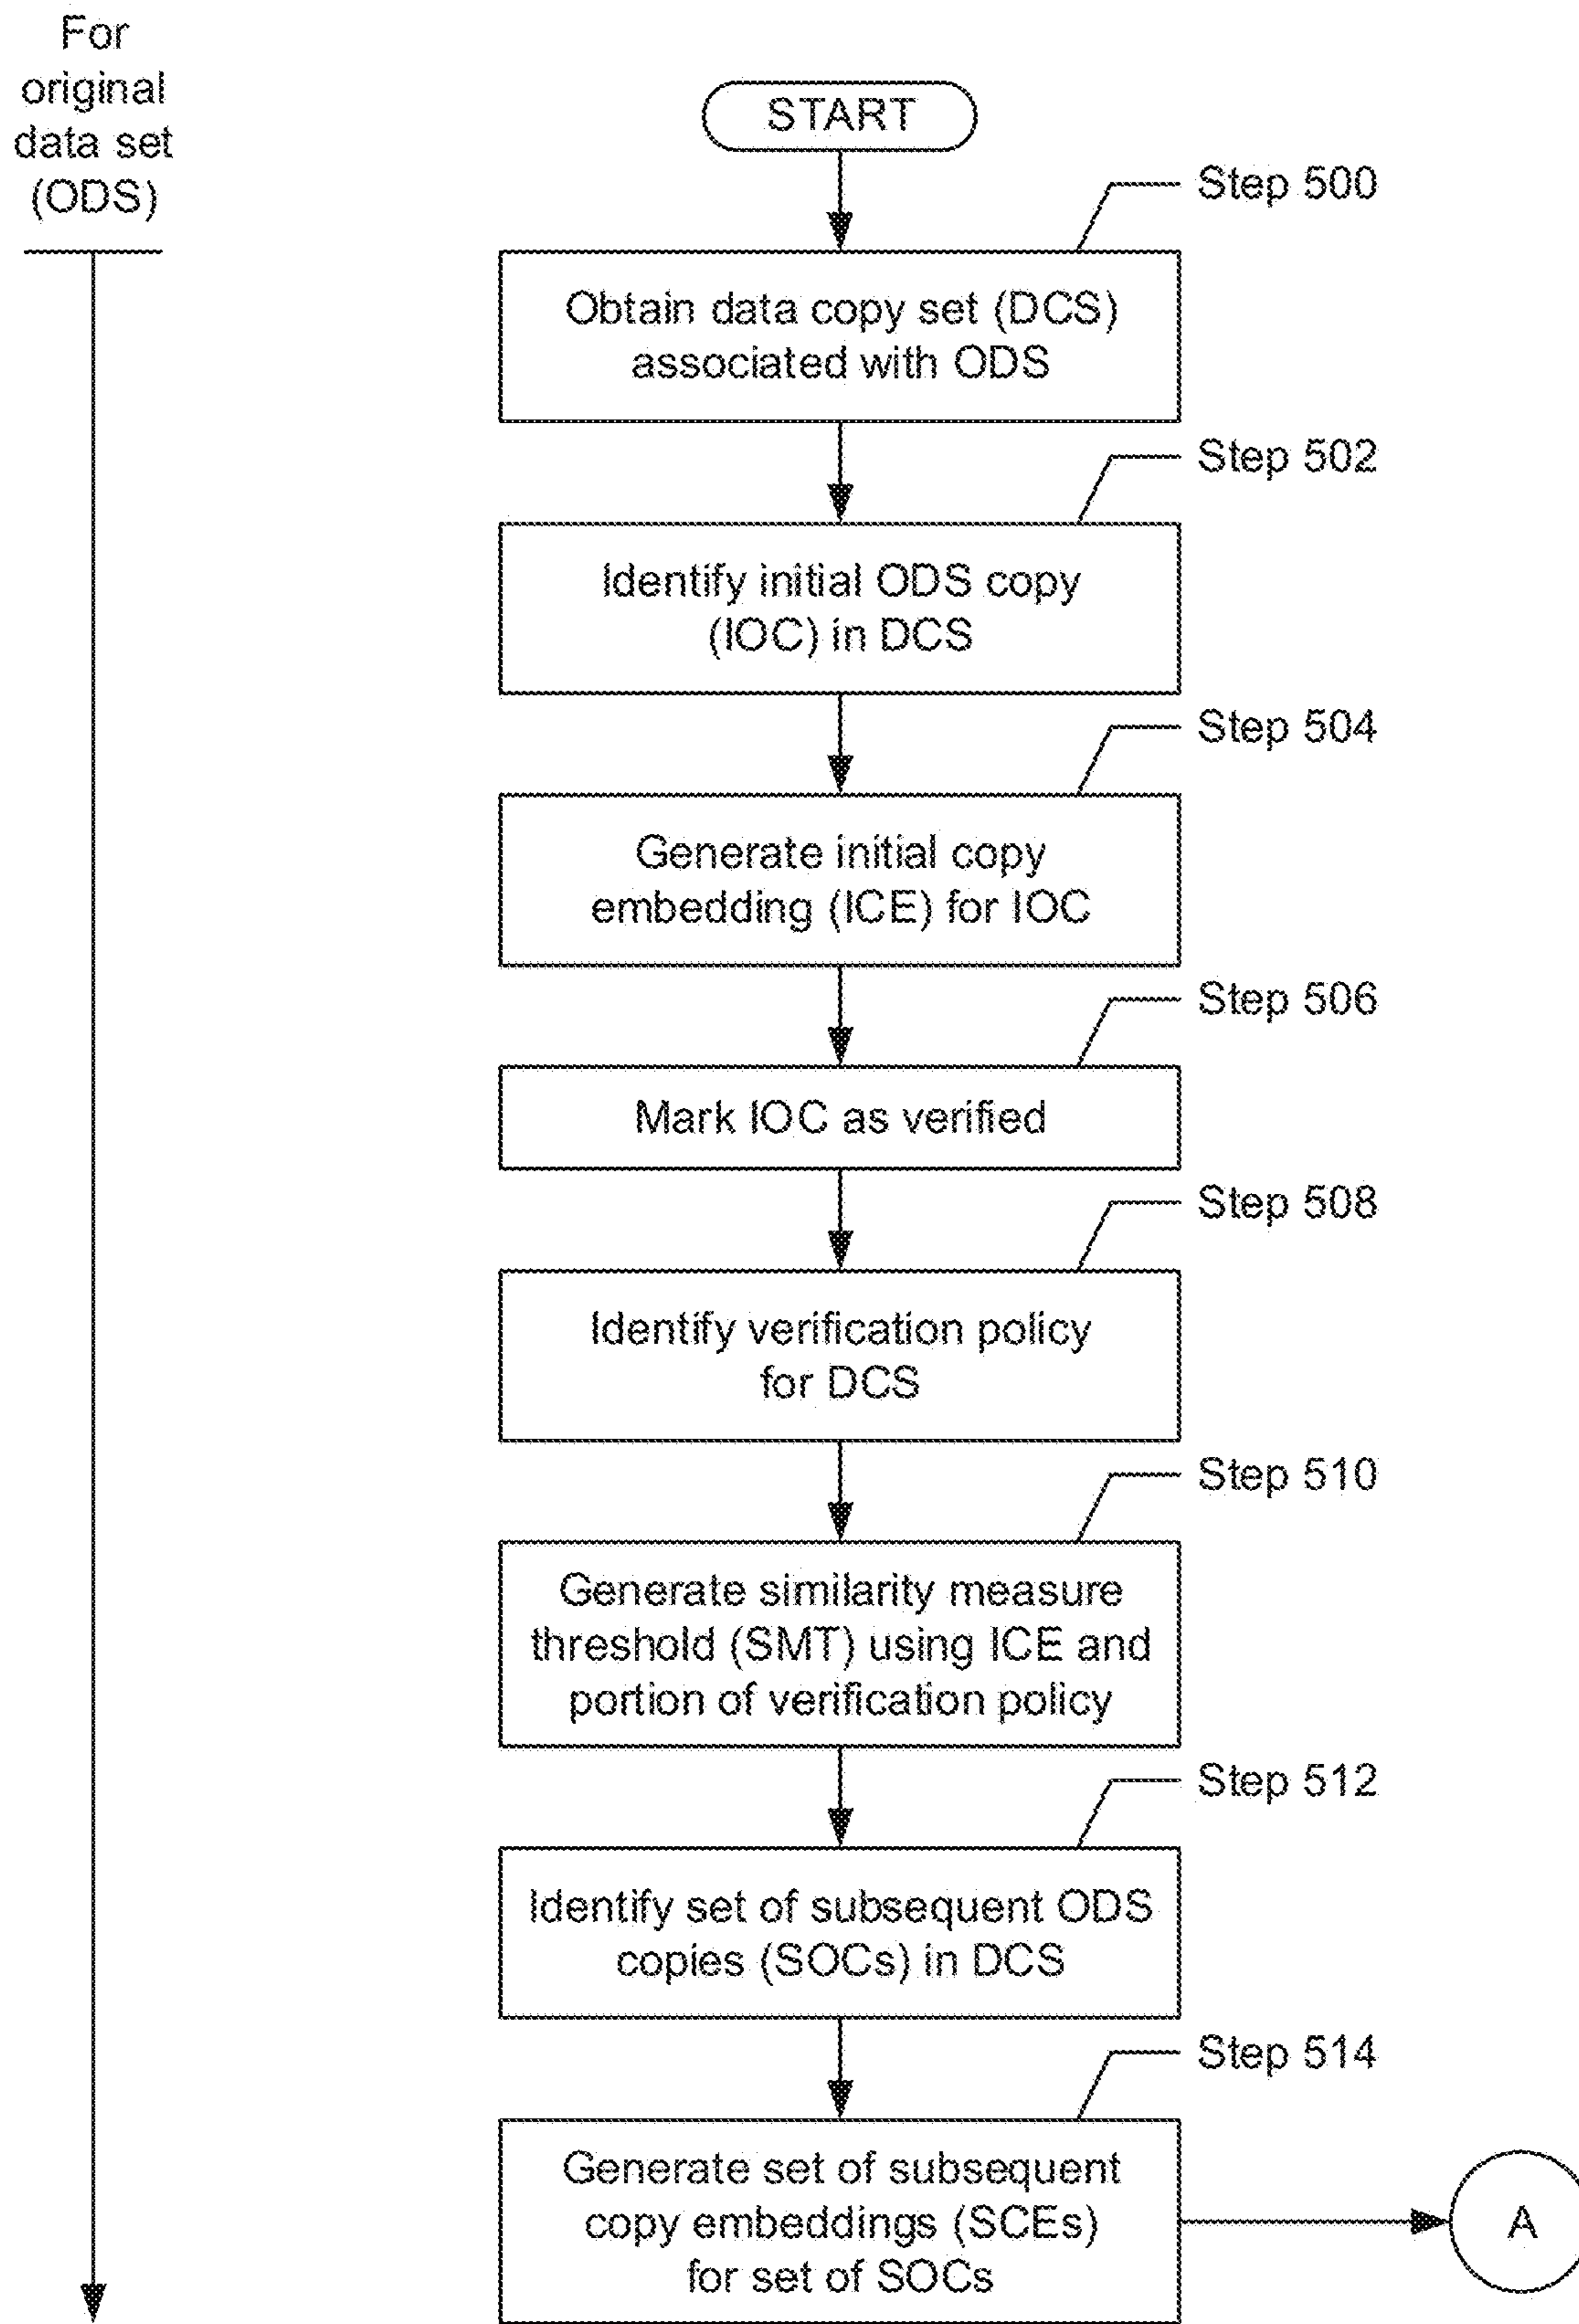 For
original
data set
(ODS)
START
Step 500
Obtain data copy set (DCS)
associated with ODS
Step 502
Identify initial ODS copy
(IOC) in DCS
Step 504
Generate initial copy
embedding (ICE) for IOC
Step 506
Mark IOC as verified
Step 508
Identify verification policy
for DCS
Step 510
Generate similarity measure
threshold (SMT) using ICE and
portion of verification policy
Step 512
Identify set of subsequent ODS
copies (SOCs) in DCS
Step 514
Generate set of subsequent
copy embeddings (SCEs)
for set of SOCs
A